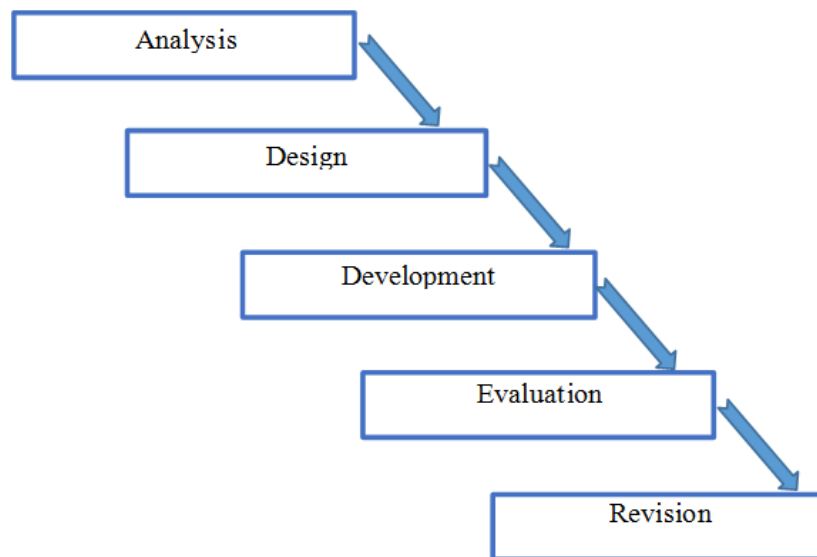 Analysis
Design
Development
Evaluation
Revision